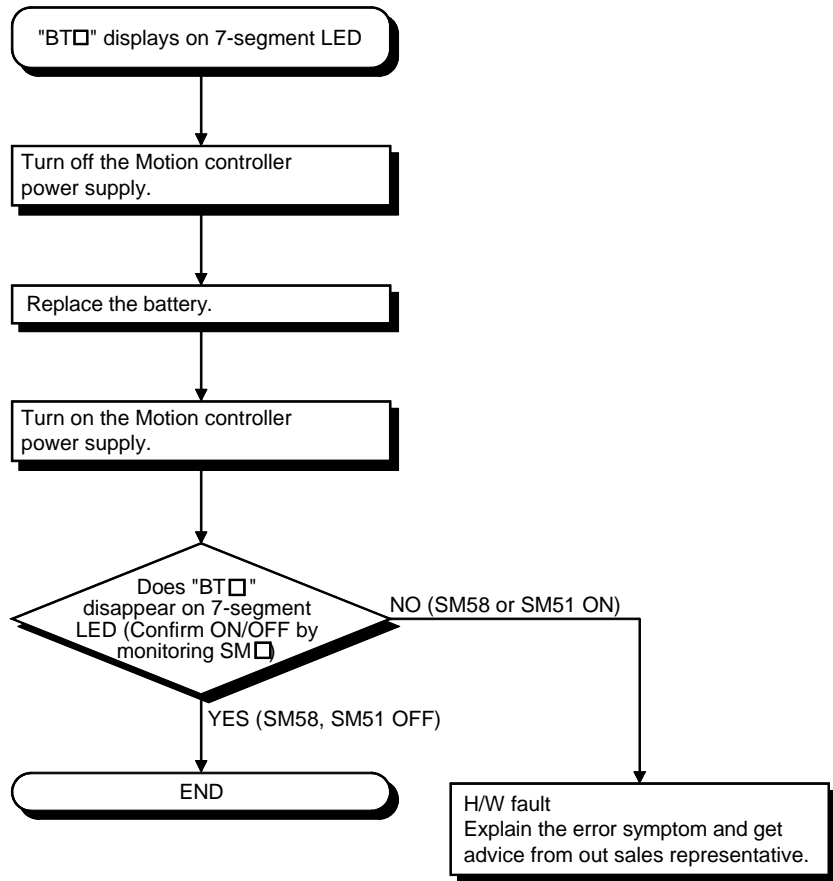 "BT□" displays on 7-segment LED
Turn off the Motion controller
power supply.
Replace the battery.
Turn on the Motion controller
power supply.
Does "BT□"
disappear on 7-segment
LED (Confirm ON/OFF by
monitoring SM□)
NO (SM58 or SM51 ON)
YES (SM58, SM51 OFF)
END
H/W fault
Explain the error symptom and get
advice from out sales representative.